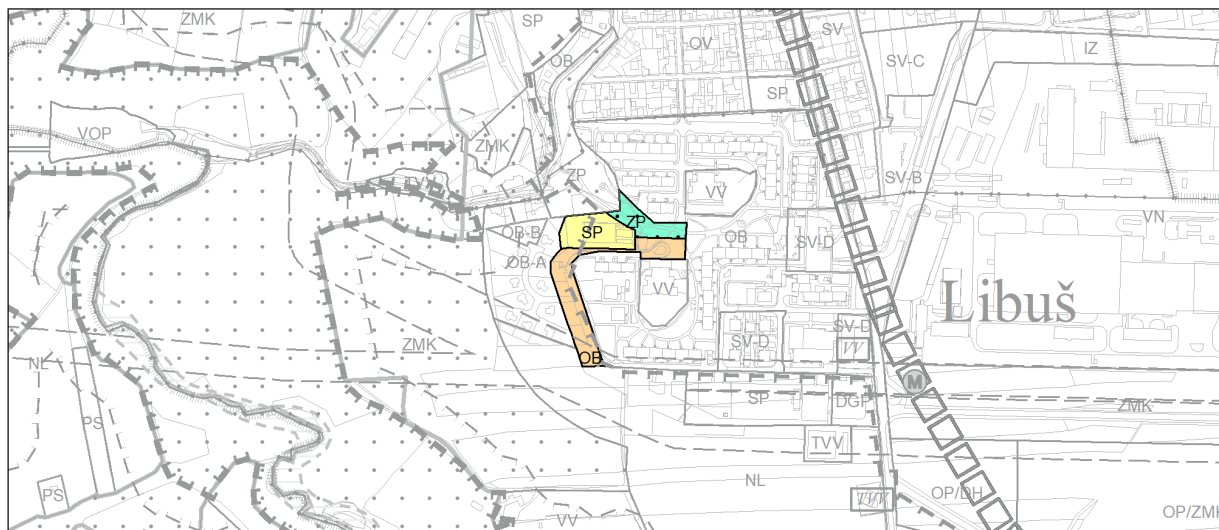 ZMK
SP
SV
OV
OB
SV-C
IZ
SP
VOP
ZMK
ZP
VV
SV-B
VN
ZP
SP
OB-B
OB
SV-D
OB-A
VV
Libuš
ZMK
SV-D
SV-D
VV
NL
OB
M
PS
SP
DGP
ZMK
TVV
NL
PS
TVV
OP/DH
VV
OP/ZMK